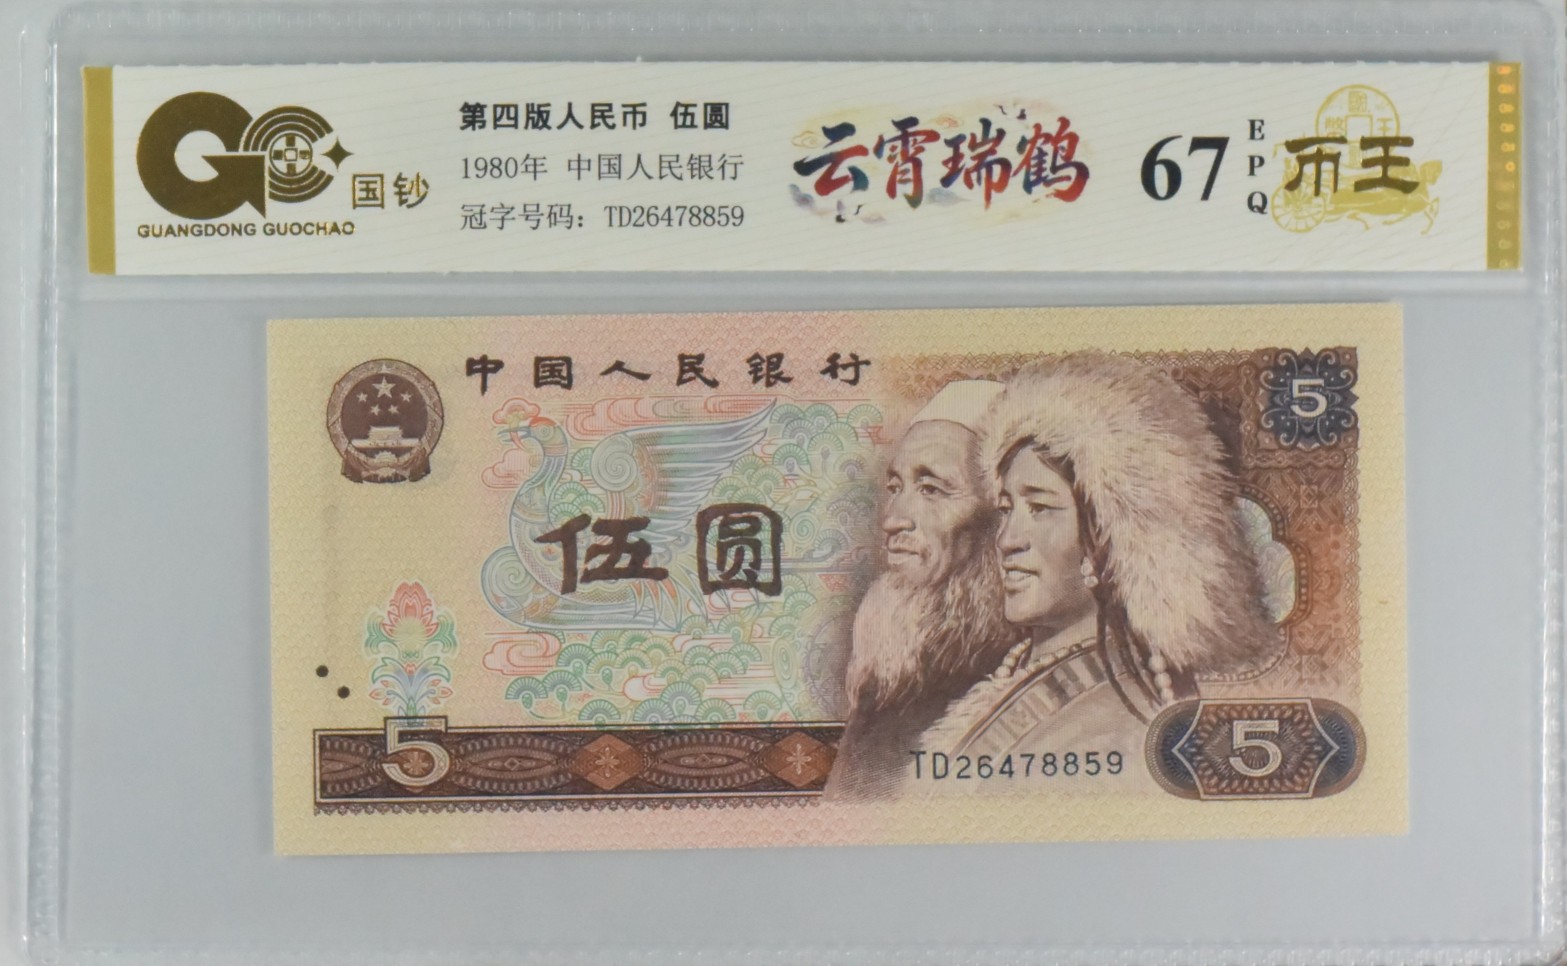 GC
国钞
GUANGDONG GUOCHAO
第四版人民币 伍圆
1980年 中国人民银行
冠字号码：TD26478859
云霄瑞鹤
67
EPQ
币王
中国人民银行
5
伍圆
5
TD26478859
5